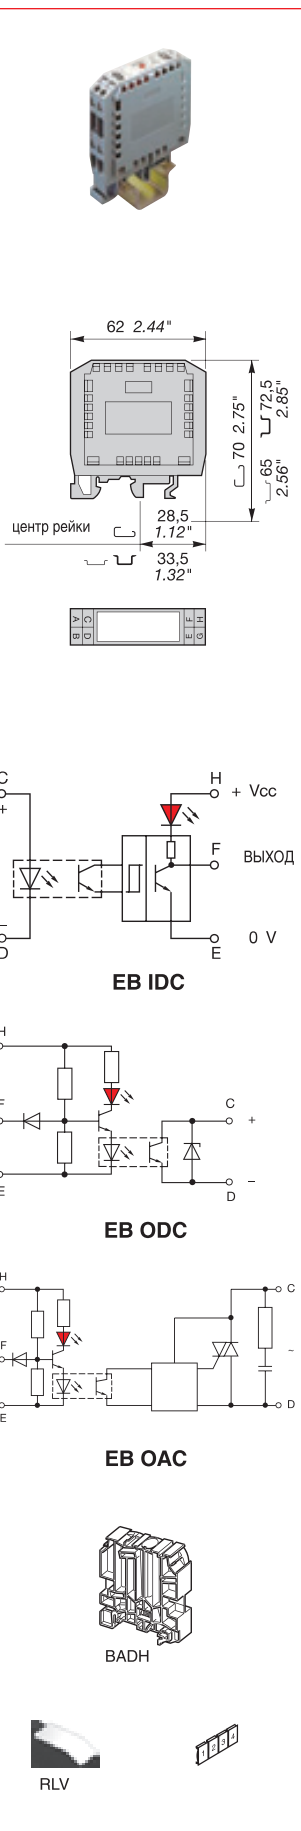 62 2.44"
70 2.75"
72,5 2.85"
65 2.56"
центр рейки
28,5
1.12"
33,5
1.32"
A C F H
B D E G
C
+
H
+ Vcc
F
ВЫХОД
–
D
E
0 V
EB IDC
H
F
C
+
E
D
–
EB ODC
H
C
F
~
D
E
EB OAC
BADH
1 2 3 4
RLV